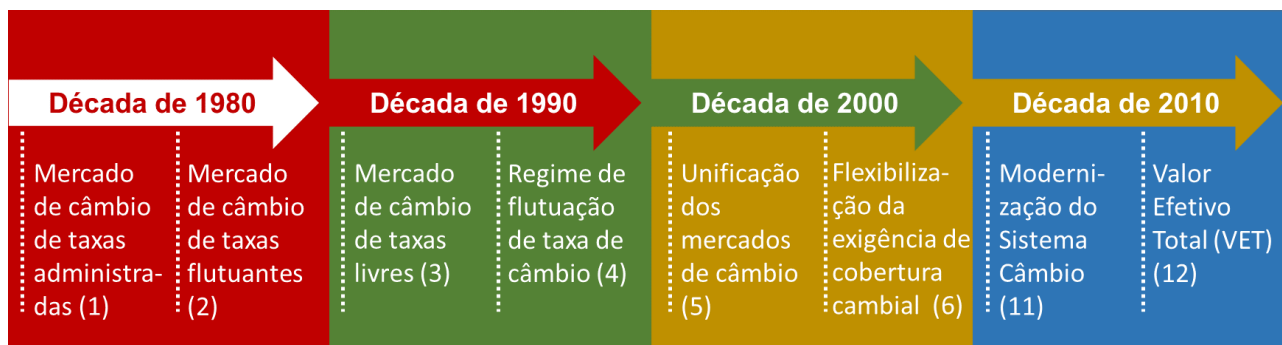 Década de 1980
Década de 1990
Década de 2000
Década de 2010
Mercado
de câmbio
de taxas
administra-
das (1)
Mercado
de câmbio
de taxas
flutuantes
(2)
Mercado
de câmbio
de taxas
livres (3)
Regime de
flutuação
de taxa de
câmbio (4)
Unificação
dos
mercados
de câmbio
(5)
Flexibiliza-
ção da
exigência de
cobertura
cambial (6)
Moderni-
zação do
Sistema
Câmbio
(11)
Valor
Efetivo
Total (VET)
(12)